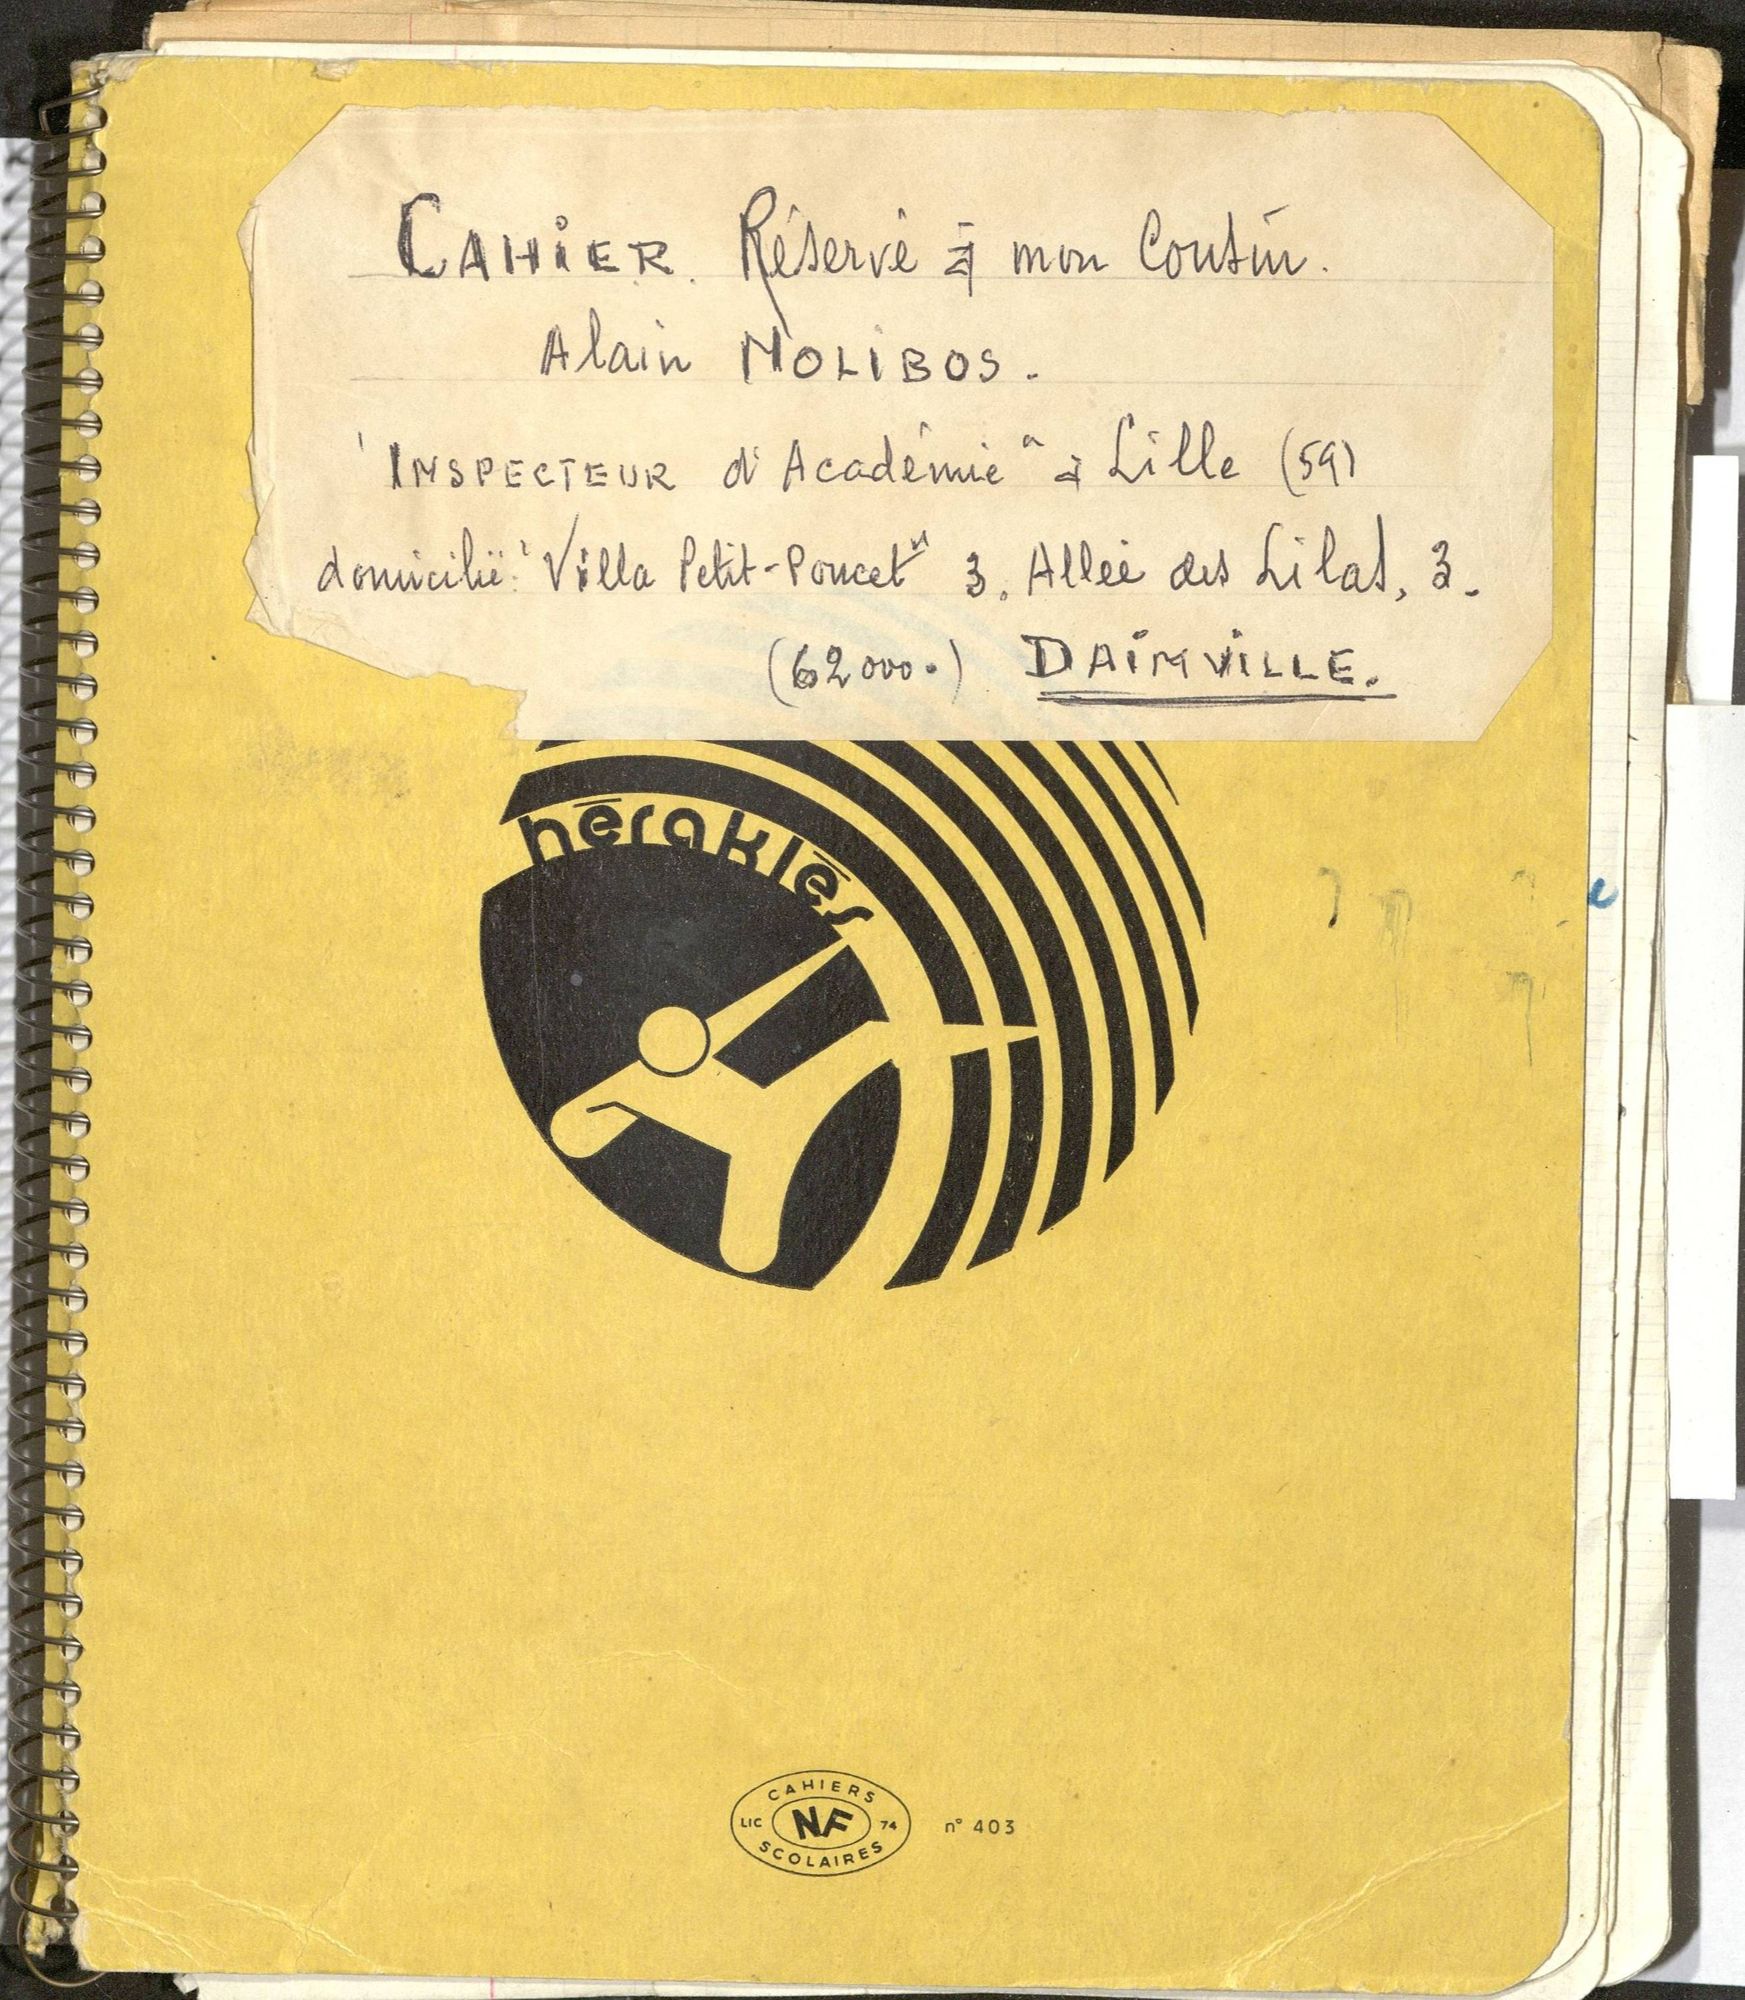 CAHIER. Réservé à mon Cousin.
Alain MOLIBOS.
"INSPECTEUR d'Académie" à Lille (59)
domicilié: "Villa Petit-Poucet" 3. Allée des Lilas, 3.
(62000.) DAINVILLE.
hēraklēs
CAHIERS
LIC NF 74 n° 403
SCOLAIRES